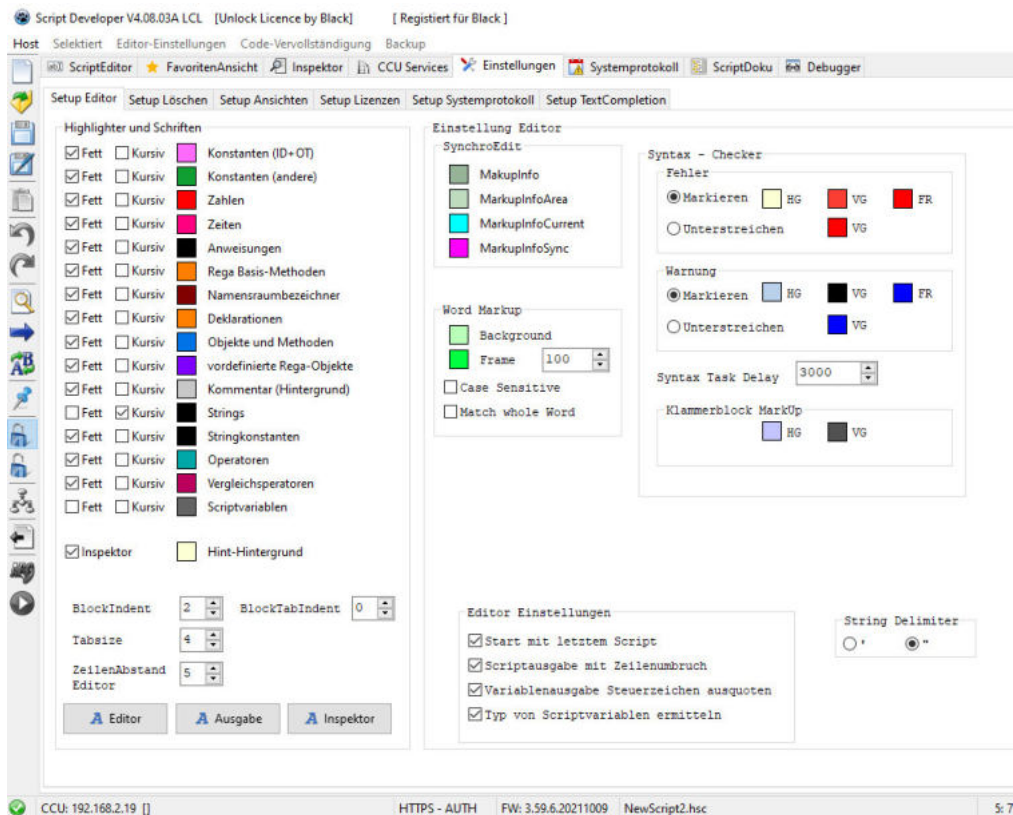 Script Developer V4.08.03A LCL [Unlock Licence by Black] [ Registiert für Black ]
Host Selektiert Editor-Einstellungen Code-Vervollständigung Backup
ScriptEditor FavoritenAnsicht Inspektor CCU Services Einstellungen Systemprotokoll ScriptDoku Debugger
Setup Editor Setup Löschen Setup Ansichten Setup Lizenzen Setup Systemprotokoll Setup TextCompletion
Highlighter und Schriften
Fett Kursiv Konstanten (ID+OT)
Fett Kursiv Konstanten (andere)
Fett Kursiv Zahlen
Fett Kursiv Zeiten
Fett Kursiv Anweisungen
Fett Kursiv Rega Basis-Methoden
Fett Kursiv Namensraumbezeichner
Fett Kursiv Deklarationen
Fett Kursiv Objekte und Methoden
Fett Kursiv vordefinierte Rega-Objekte
Fett Kursiv Kommentar (Hintergrund)
Fett Kursiv Strings
Fett Kursiv Stringkonstanten
Fett Kursiv Operatoren
Fett Kursiv Vergleichsperatoren
Fett Kursiv Scriptvariablen
Inspektor Hint-Hintergrund
BlockIndent 2 BlockTabIndent 0
Tabsize 4
ZeilenAbstand
Editor 5
A Editor A Ausgabe A Inspektor
Einstellung Editor
SynchroEdit
MakupInfo
MarkupInfoArea
MarkupInfoCurrent
MarkupInfoSync
Word Markup
Background
Frame 100
Case Sensitive
Match whole Word
Syntax - Checker
Fehler
Markieren HG VG FR
Unterstreichen VG
Warnung
Markieren HG VG FR
Unterstreichen VG
Syntax Task Delay 3000
Klammerblock MarkUp
HG VG
Editor Einstellungen
Start mit letztem Script
Scriptausgabe mit Zeilenumbruch
Variablenausgabe Steuerzeichen ausquoten
Typ von Scriptvariablen ermitteln
String Delimiter
' "
CCU: 192.168.2.19 [] HTTPS - AUTH FW: 3.59.6.20211009 NewScript2.hsc 5: 7